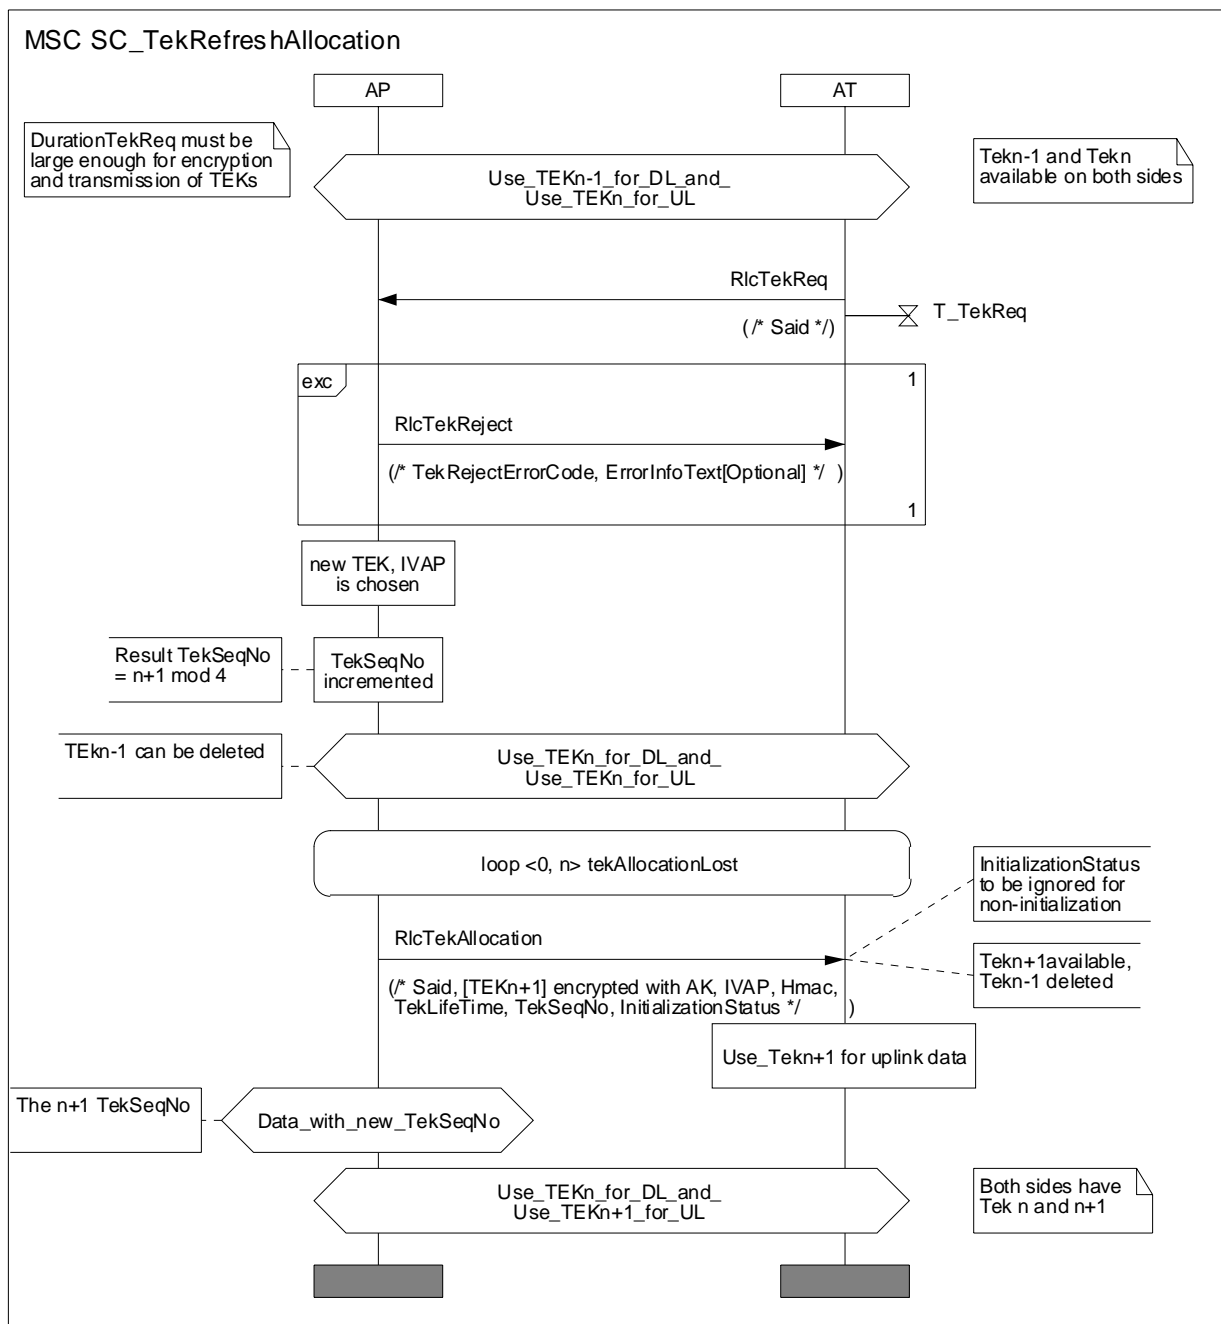 MSC SC_TekRefreshAllocation
AP
AT
DurationTekReq must be
large enough for encryption
and transmission of TEKs
Use_TEKn-1_for_DL_and_
Use_TEKn_for_UL
Tekn-1 and Tekn
available on both sides
RlcTekReq
(/* Said */)
T_TekReq
exc
1
RlcTekReject
(/* TekRejectErrorCode, ErrorInfoText[Optional] */ )
1
new TEK, IVAP
is chosen
Result TekSeqNo
= n+1 mod 4
TekSeqNo
incremented
TEkn-1 can be deleted
Use_TEKn_for_DL_and_
Use_TEKn_for_UL
loop <0, n> tekAllocationLost
InitializationStatus
to be ignored for
non-initialization
RlcTekAllocation
(/* Said, [TEKn+1] encrypted with AK, IVAP, Hmac,
TekLifeTime, TekSeqNo, InitializationStatus */ )
Tekn+1available,
Tekn-1 deleted
Use_Tekn+1 for uplink data
The n+1 TekSeqNo
Data_with_new_TekSeqNo
Use_TEKn_for_DL_and_
Use_TEKn+1_for_UL
Both sides have
Tek n and n+1